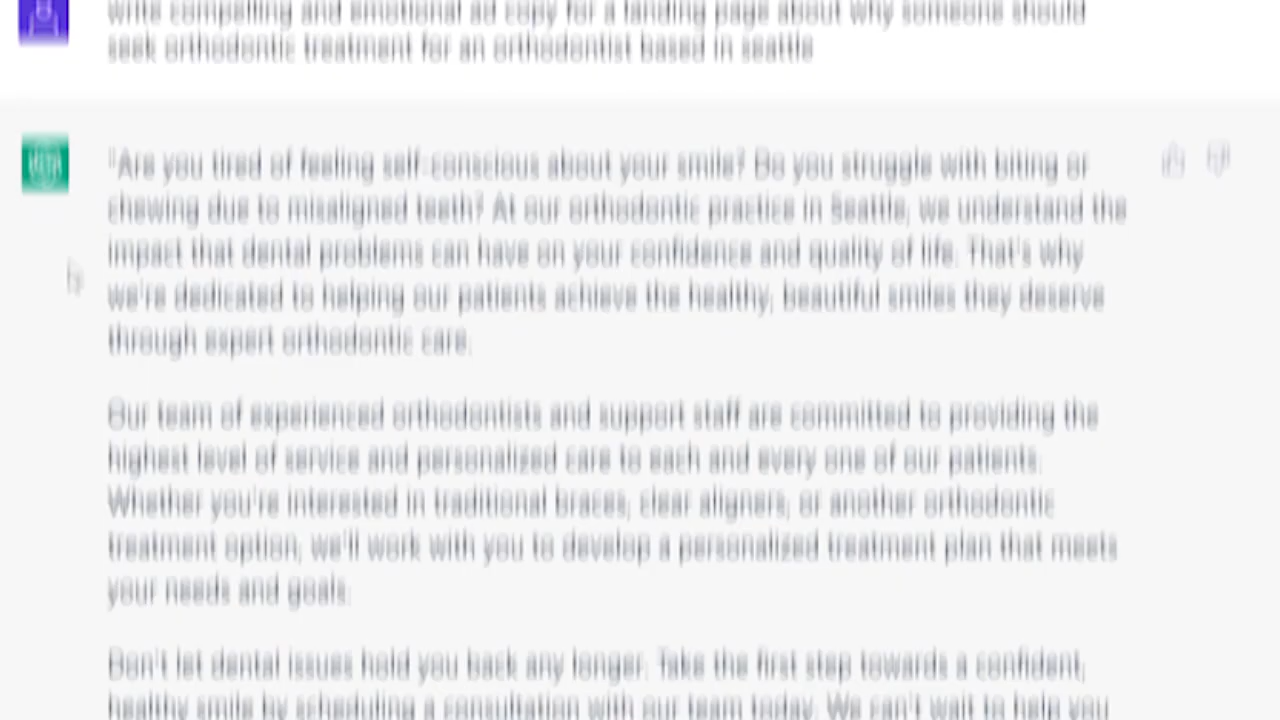 write compelling and emotional ad copy for a landing page about why someone should
seek orthodontic treatment for an orthodontist based in seattle
"Are you tired of feeling self-conscious about your smile? Do you struggle with biting or
chewing due to misaligned teeth? At our orthodontic practice in Seattle, we understand the
impact that dental problems can have on your confidence and quality of life. That's why
we're dedicated to helping our patients achieve the healthy, beautiful smiles they deserve
through expert orthodontic care.
Our team of experienced orthodontists and support staff are committed to providing the
highest level of service and personalized care to each and every one of our patients.
Whether you're interested in traditional braces, clear aligners, or another orthodontic
treatment option, we'll work with you to develop a personalized treatment plan that meets
your needs and goals.
Don't let dental issues hold you back any longer. Take the first step towards a confident,
healthy smile by scheduling a consultation with our team today. We can't wait to help you